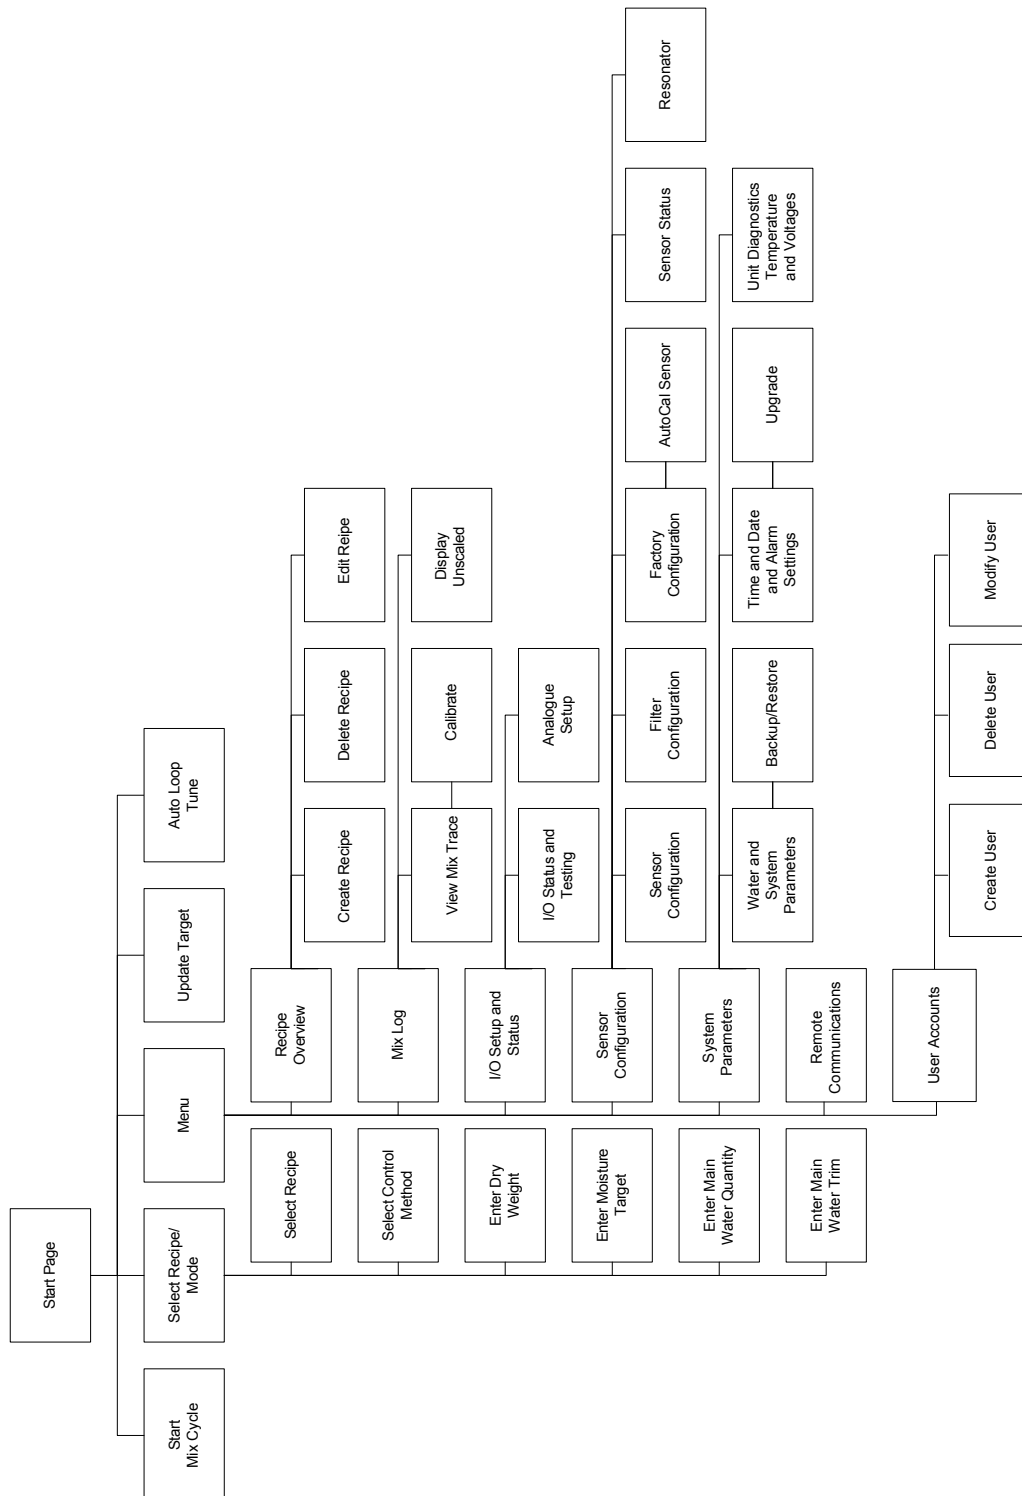 Start Page
Start
Mix Cycle
Select Recipe/
Mode
Menu
Update Target
Auto Loop
Tune
Select Recipe
Select Control
Method
Enter Dry
Weight
Enter Moisture
Target
Enter Main
Water Quantity
Enter Main
Water Trim
Recipe
Overview
Create Recipe
Delete Recipe
Edit Reipe
Mix Log
View Mix Trace
Calibrate
Display
Unscaled
I/O Setup and
Status
I/O Status and
Testing
Analogue
Setup
Sensor
Configuration
Sensor
Configuration
Filter
Configuration
Factory
Configuration
AutoCal Sensor
Sensor Status
Resonator
System
Parameters
Water and
System
Parameters
Backup/Restore
Time and Date
and Alarm
Settings
Upgrade
Unit Diagnostics
Temperature
and Voltages
Remote
Communications
User Accounts
Create User
Delete User
Modify User